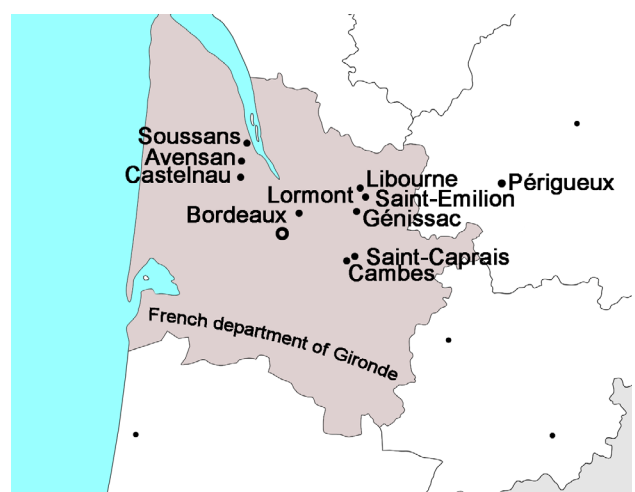 Soussans
Avensan
Castelnau
Libourne
Périgueux
Lormont
Saint-Emilion
Bordeaux
Génissac
Saint-Caprais
Cambes
French department of Gironde